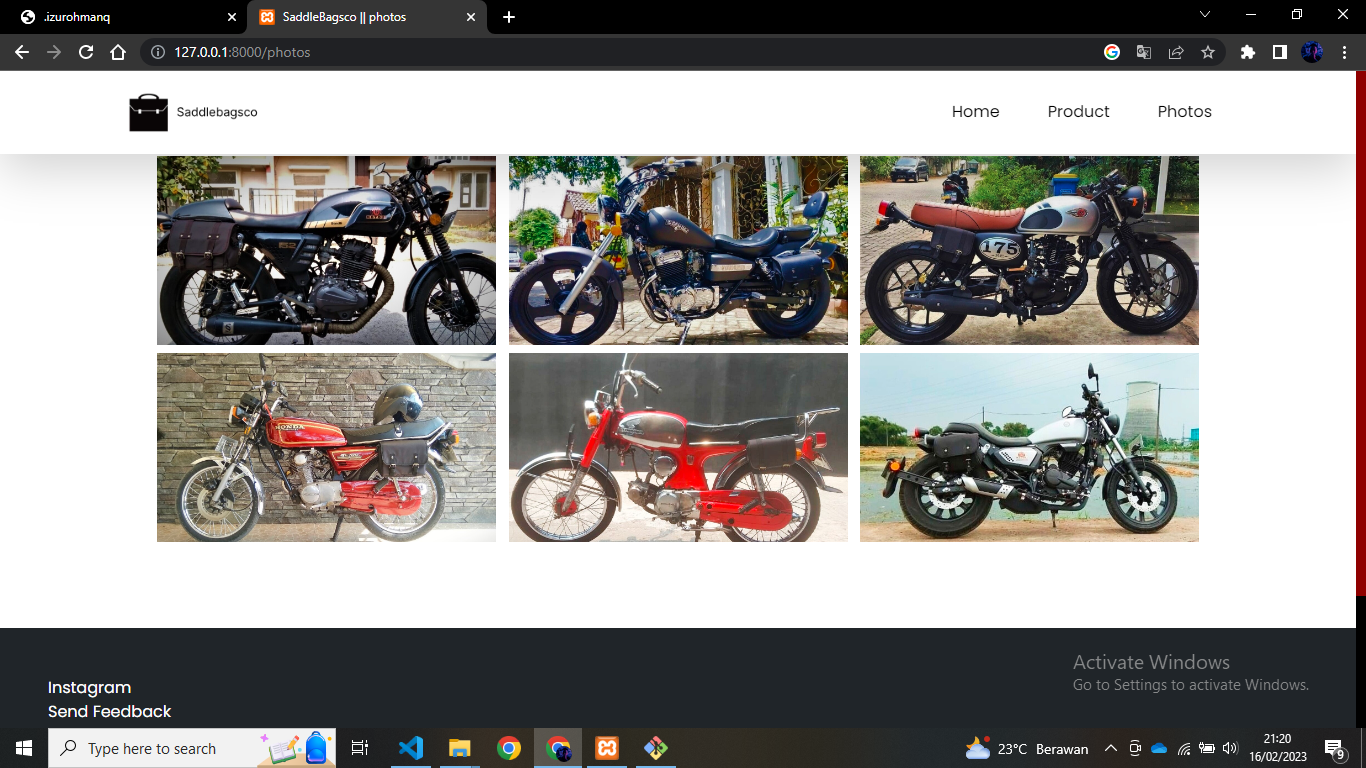 .izurohmanq
SaddleBagsco || photos
127.0.0.1:8000/photos
Saddlebagsco
Home
Product
Photos
175
HONDA
Instagram
Send Feedback
Activate Windows
Go to Settings to activate Windows.
Type here to search
23°C Berawan
21:20
16/02/2023
9